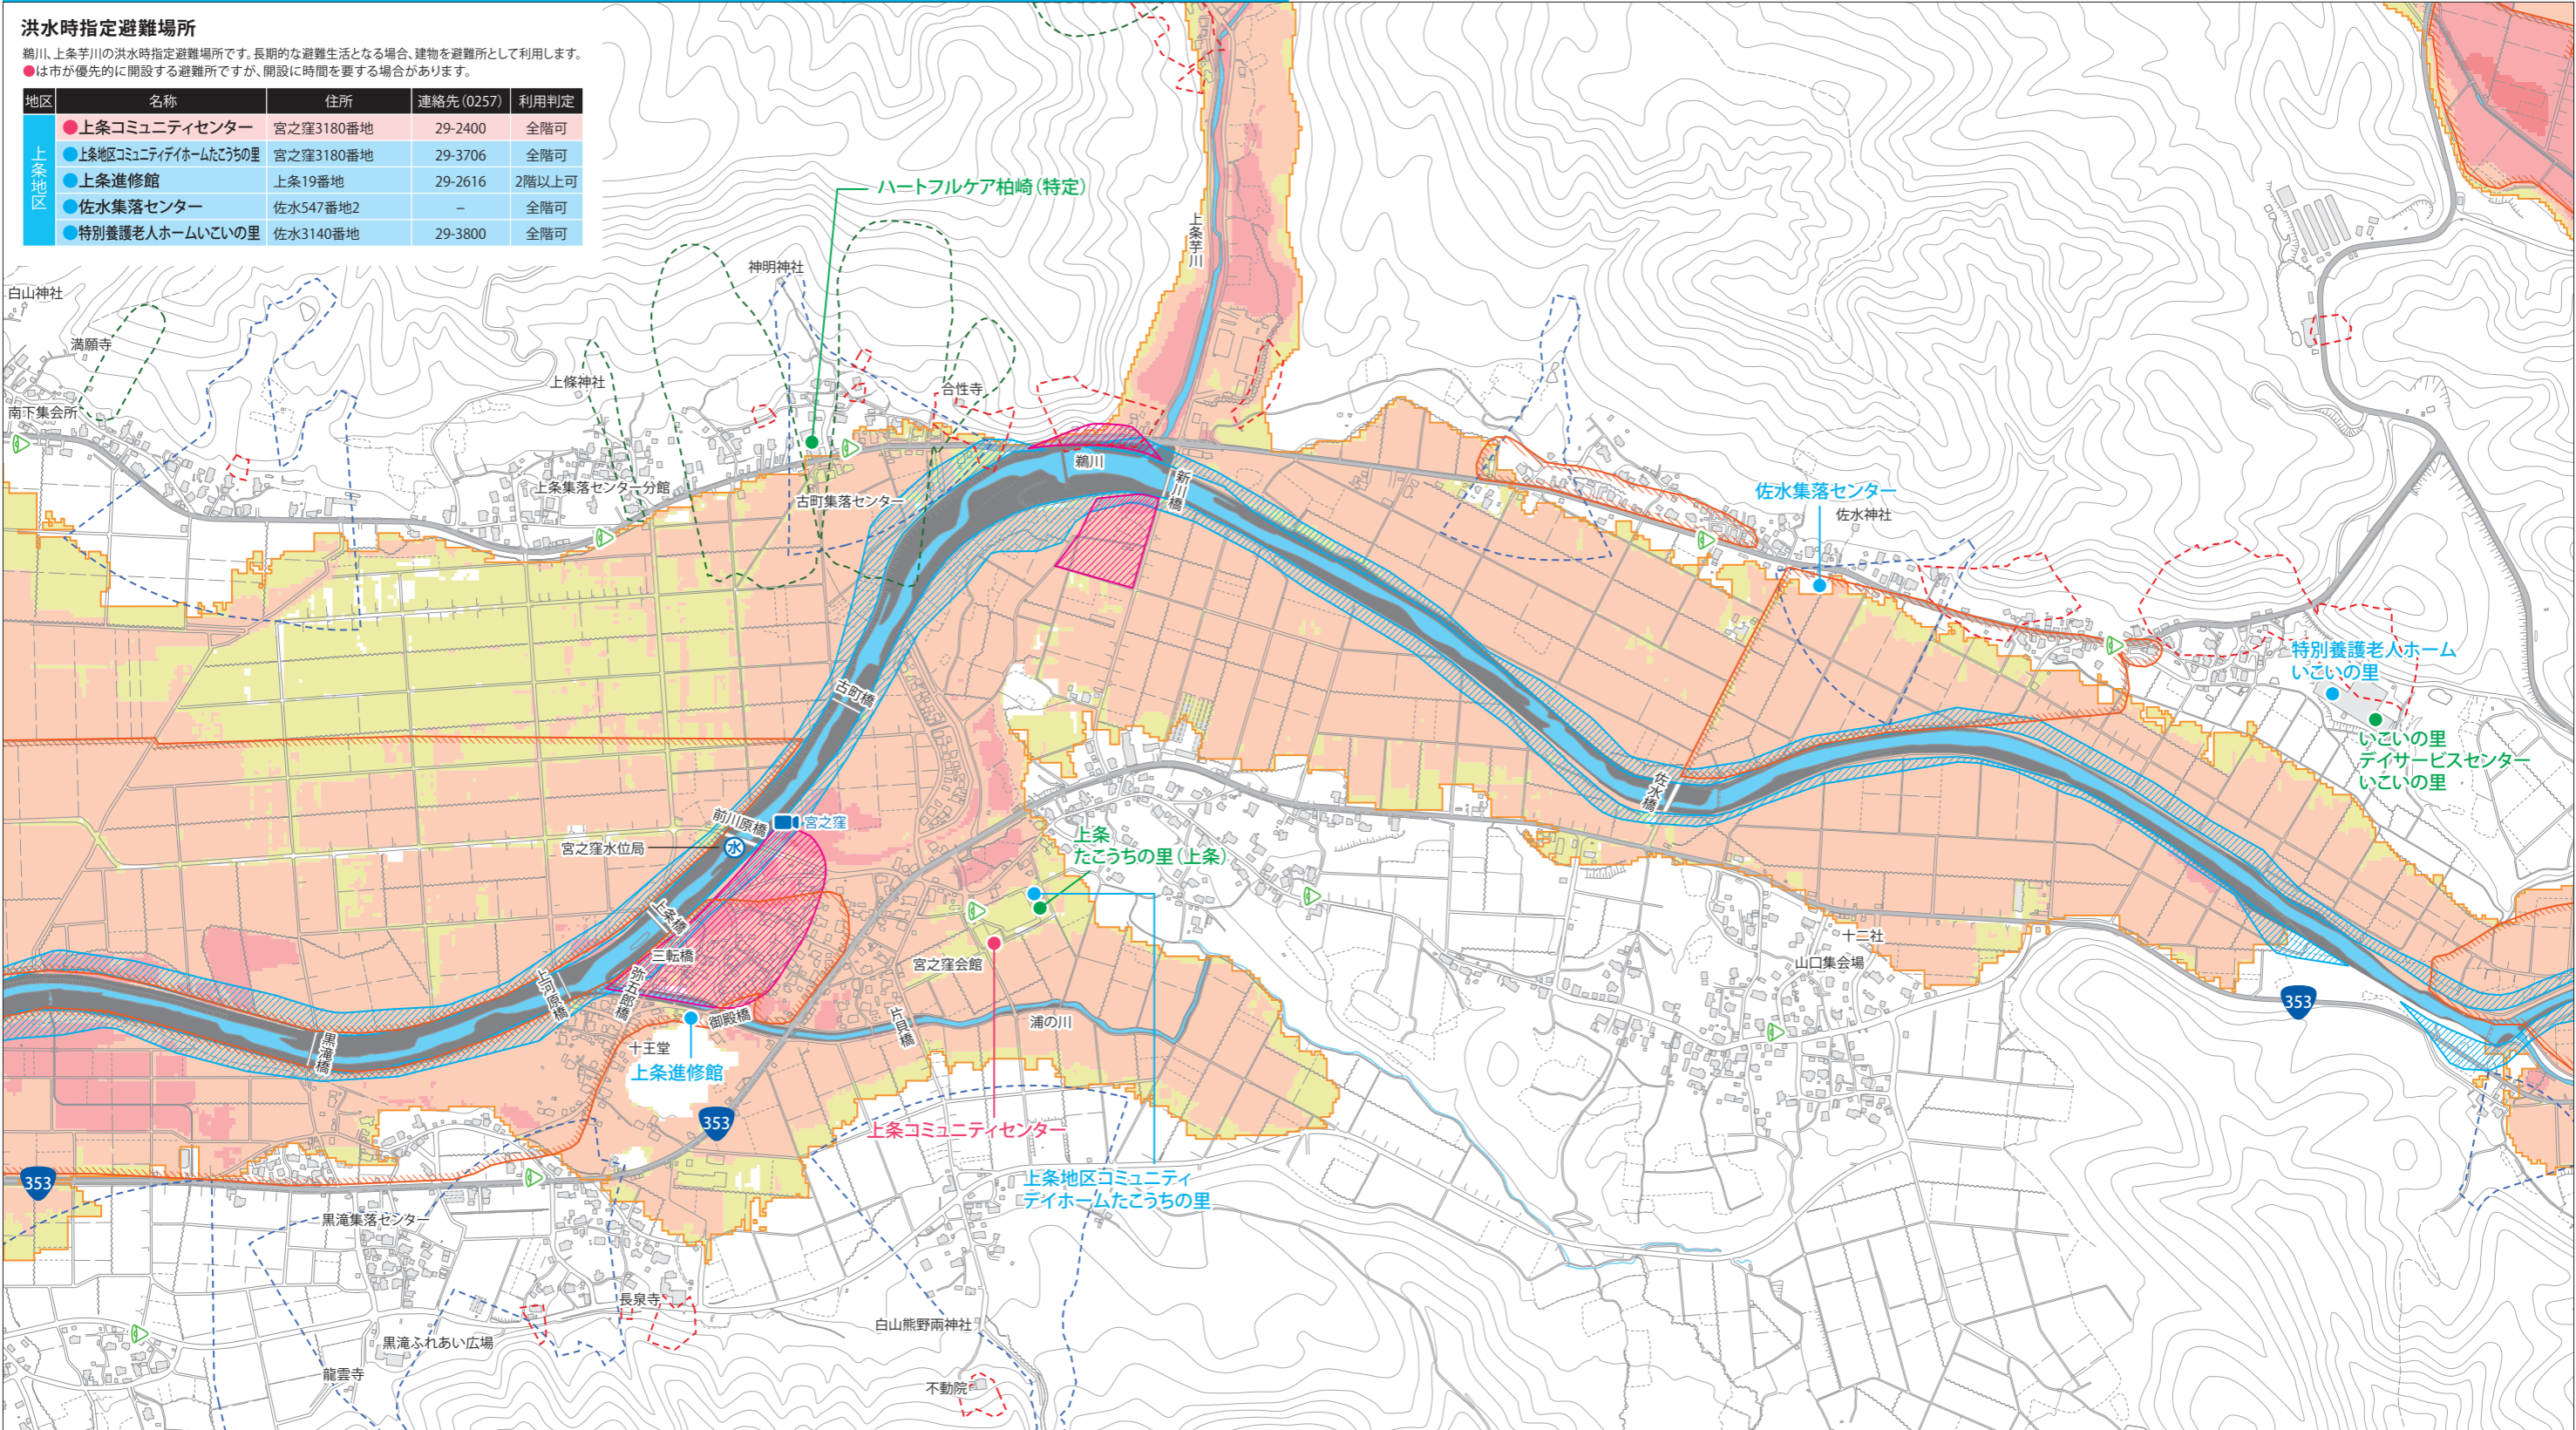 洪水時指定避難場所
鵜川、上条芋川の洪水時指定避難場所です。長期的な避難生活となる場合、建物を避難所として利用します。
●は市が優先的に開設する避難所ですが、開設に時間を要する場合があります。
地区 名称 住所 連絡先(0257) 利用判定
上条地区
●上条コミュニティセンター 宮之窪3180番地 29-2400 全階可
●上条地区コミュニティデイホームたこうちの里 宮之窪3180番地 29-3706 全階可
●上条進修館 上条19番地 29-2616 2階以上可
●佐水集落センター 佐水547番地2 − 全階可
●特別養護老人ホームいこいの里 佐水3140番地 29-3800 全階可
ハートフルケア柏崎(特定)
上条芋川
神明神社
白山神社
満願寺
上條神社
合性寺
南下集会所
鵜川
新川橋
上条集落センター分館
古町集落センター
佐水集落センター
佐水神社
特別養護老人ホーム
いこいの里
古町橋
いこいの里
デイサービスセンター
いこいの里
佐水橋
前川原橋
宮之窪
宮之窪水位局
水
上条
たこうちの里(上条)
上条橋
三転橋
宮之窪会館
十二社
山口集会場
上河原橋
弥五郎橋
353
御殿橋
片貝橋
浦の川
黒滝橋
十王堂
上条進修館
353
上条コミュニティセンター
353
上条地区コミュニティ
デイホームたこうちの里
黒滝集落センター
長泉寺
白山熊野両神社
黒滝ふれあい広場
龍雲寺
不動院